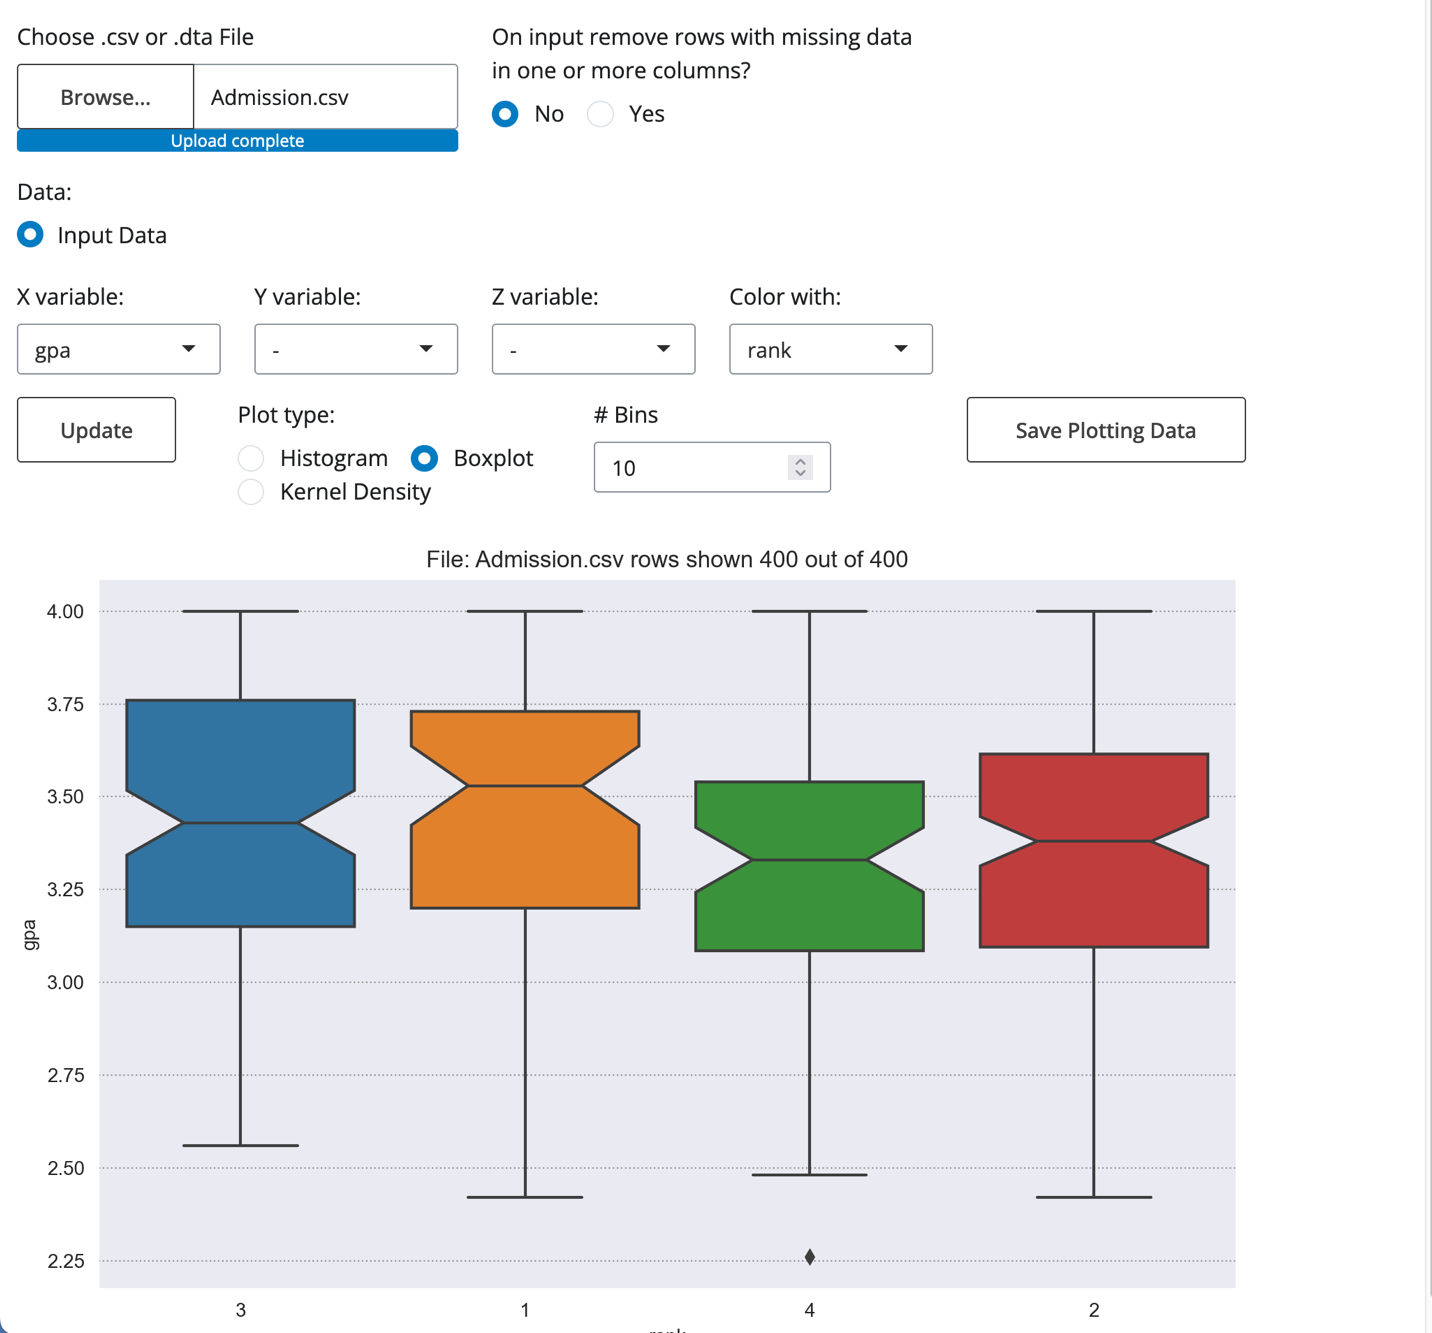 Choose .csv or .dta File
On input remove rows with missing data
in one or more columns?
Browse... Admission.csv
No Yes
Upload complete
Data:
Input Data
X variable: Y variable: Z variable: Color with:
gpa - - rank
Update
Plot type:
# Bins
Save Plotting Data
Histogram Boxplot
10
Kernel Density
File: Admission.csv rows shown 400 out of 400
4.00
3.75
3.50
3.25
gpa
3.00
2.75
2.50
2.25
3 1 4 2